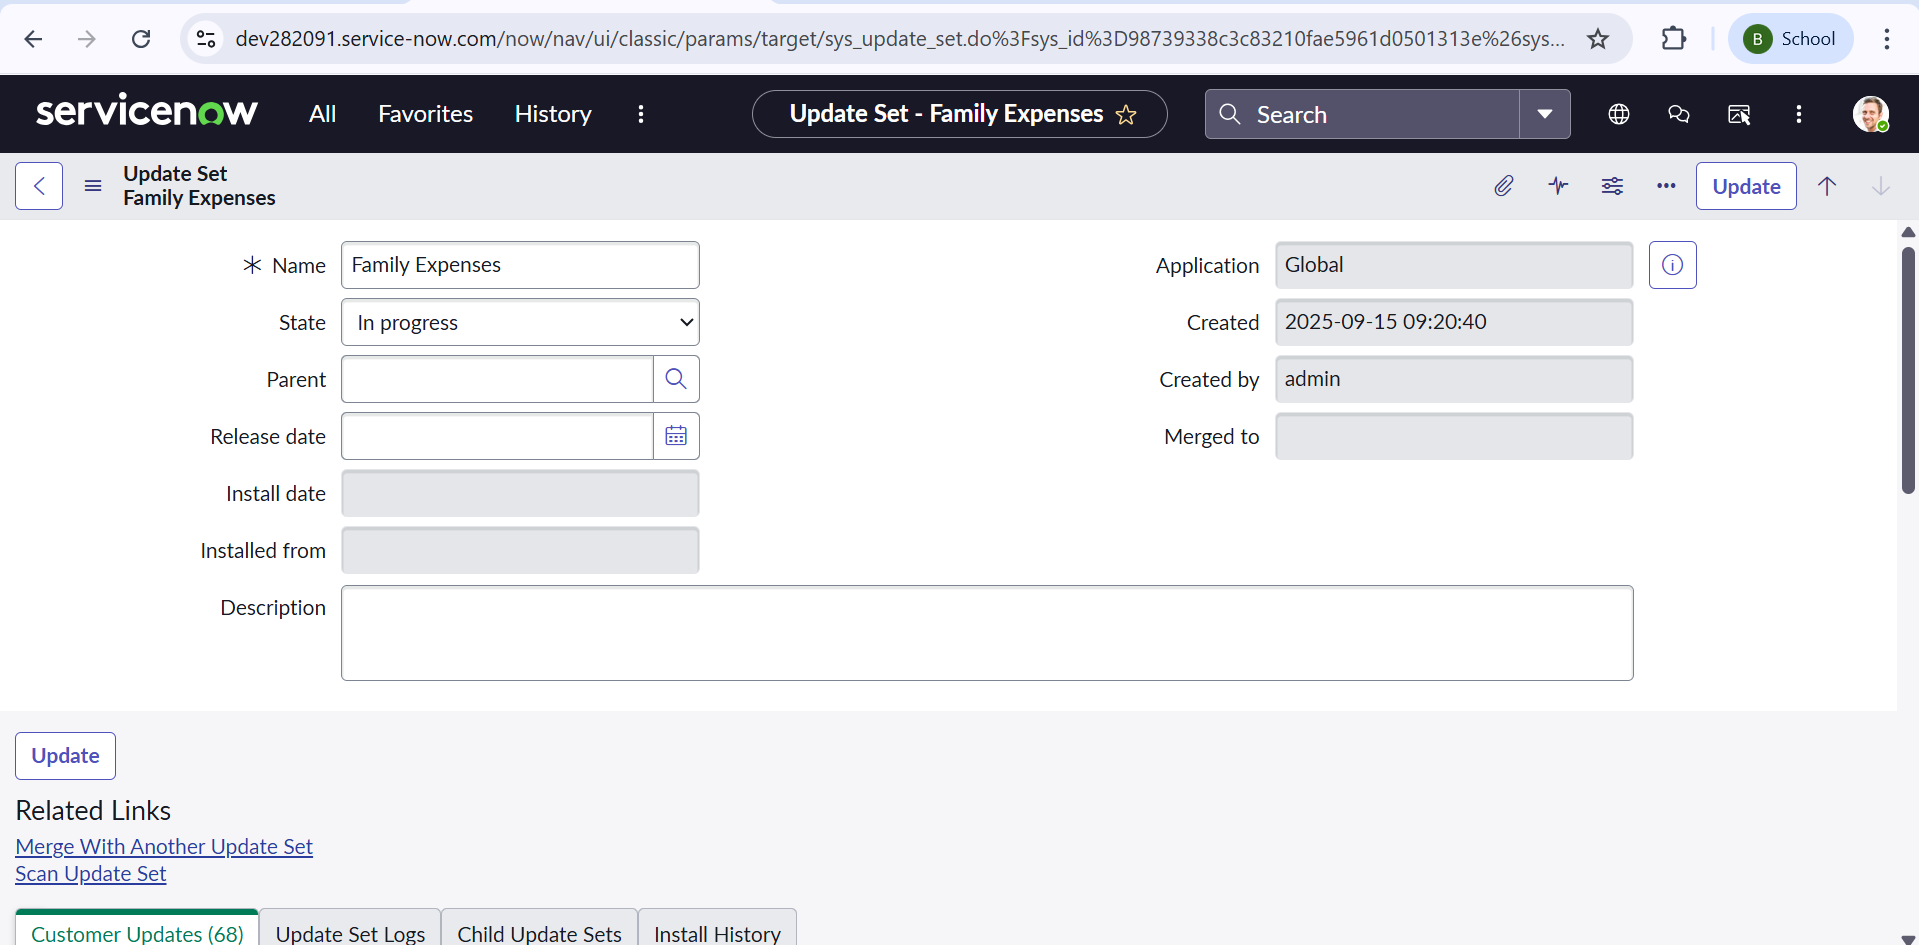 dev282091.service-now.com/now/nav/ui/classic/params/target/sys_update_set.do%3Fsys_id%3D98739338c3c83210fae5961d0501313e%26sys...
B School
servicenow
All Favorites History
Update Set - Family Expenses
Search
Update Set
Family Expenses
Update
Name Family Expenses
Application Global
State In progress
Created 2025-09-15 09:20:40
Parent
Created by admin
Release date
Merged to
Install date
Installed from
Description
Update
Related Links
Merge With Another Update Set
Scan Update Set
Customer Updates (68) Update Set Logs Child Update Sets Install History